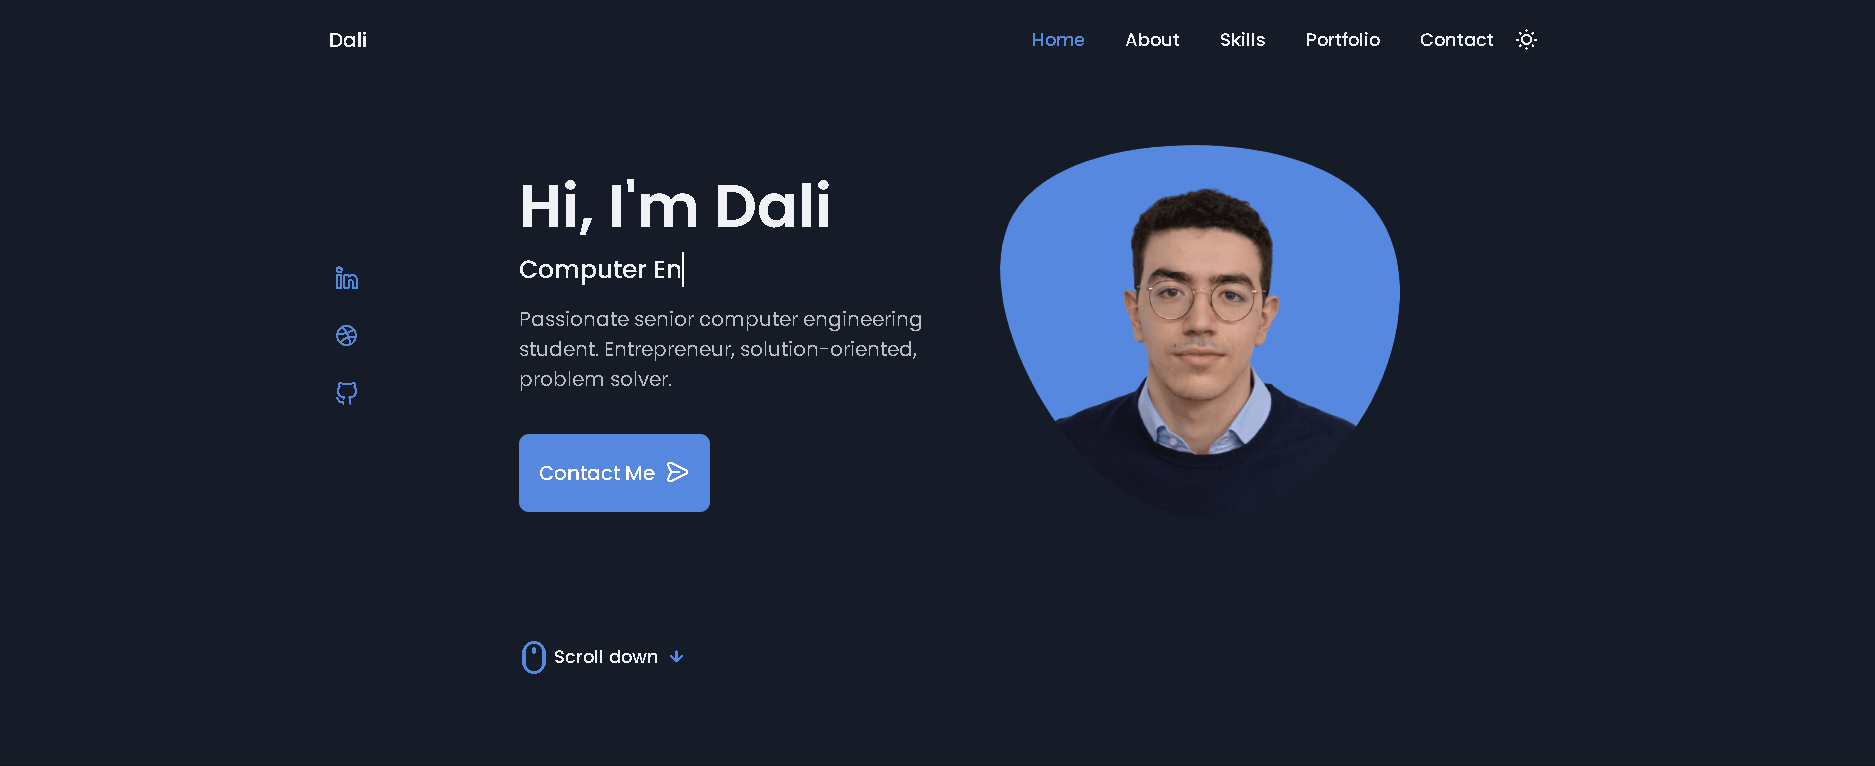 Dali
Home About Skills Portfolio Contact
Hi, I'm Dali
Computer En
Passionate senior computer engineering
student. Entrepreneur, solution-oriented,
problem solver.
Contact Me
Scroll down